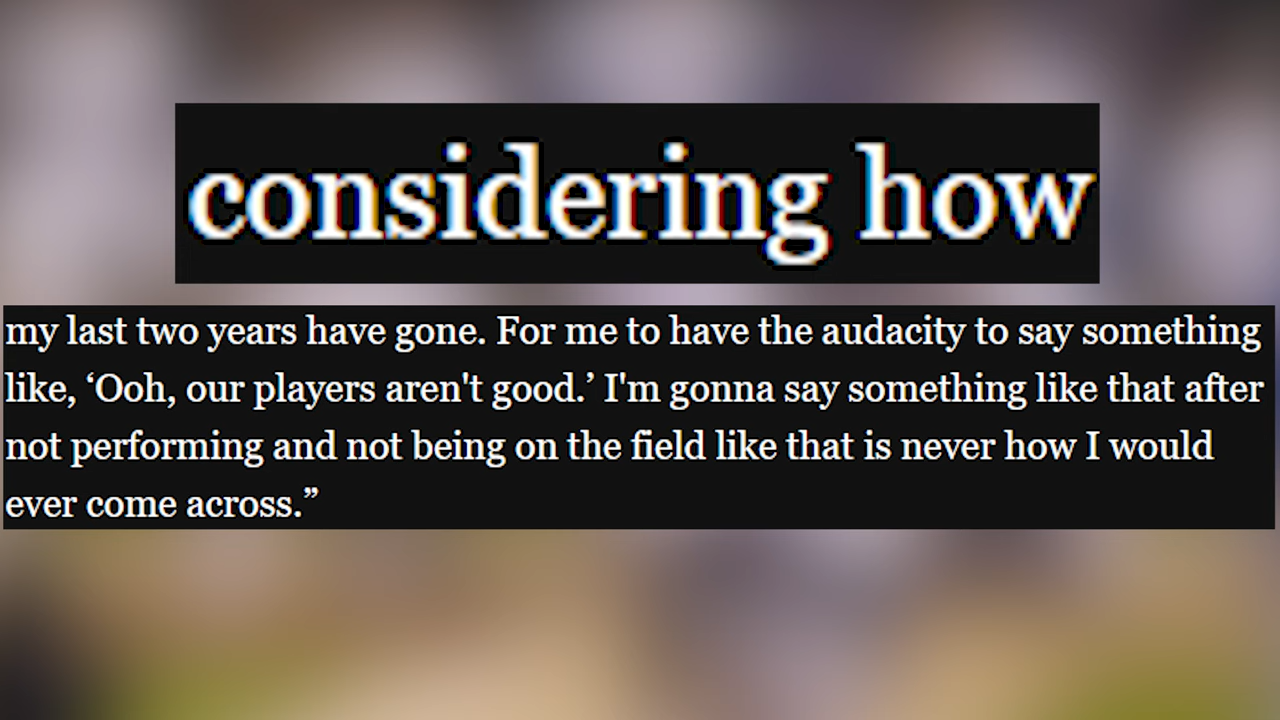 considering how
my last two years have gone. For me to have the audacity to say something
like, ‘Ooh, our players aren't good.’ I'm gonna say something like that after
not performing and not being on the field like that is never how I would
ever come across.”